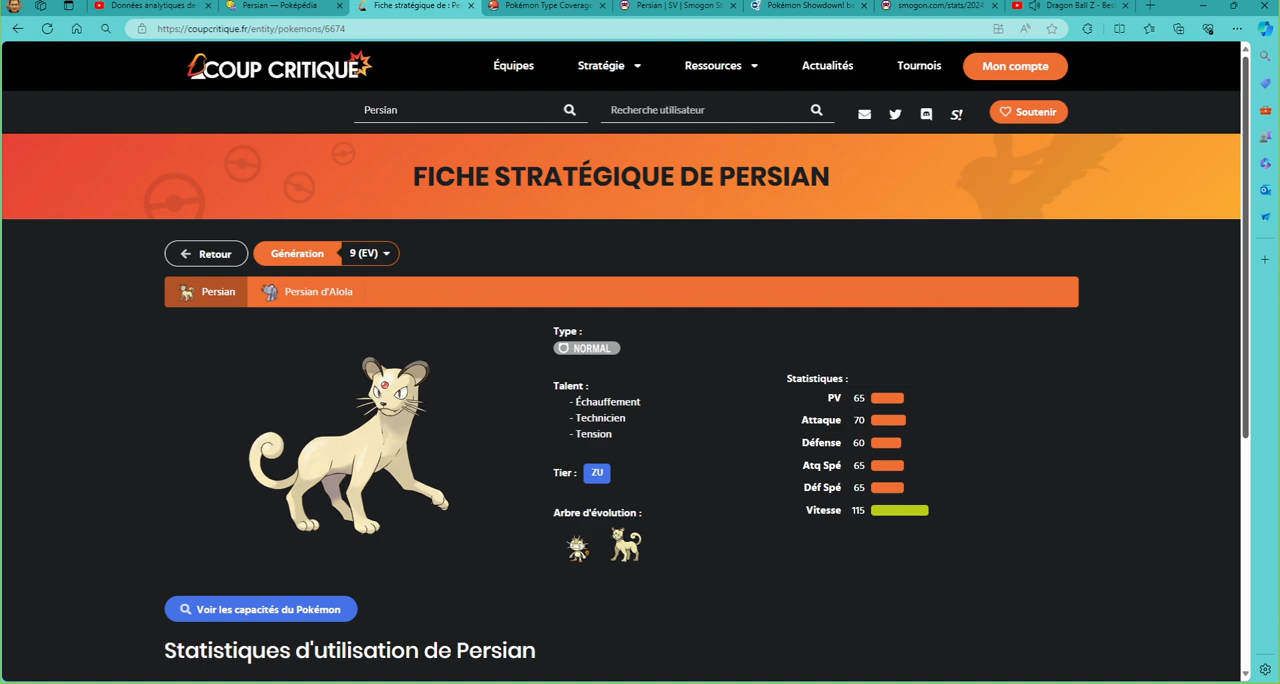 Données analytiques de
Persian — Poképédia
Fiche stratégique de : Pe
Pokémon Type Coverage
Persian | SV | Smogon St
Pokémon Showdown! ba
smogon.com/stats/2024
Dragon Ball Z - Bes
https://coupcritique.fr/entity/pokemons/6674
COUP CRITIQUE
Équipes
Stratégie
Ressources
Actualités
Tournois
Mon compte
Persian
Recherche utilisateur
S!
Soutenir
FICHE STRATÉGIQUE DE PERSIAN
Retour
Génération
9 (EV)
Persian
Persian d'Alola
Type :
NORMAL
Talent :
- Échauffement
- Technicien
- Tension
Tier : ZU
Arbre d'évolution :
Statistiques :
PV 65
Attaque 70
Défense 60
Atq Spé 65
Déf Spé 65
Vitesse 115
Voir les capacités du Pokémon
Statistiques d'utilisation de Persian